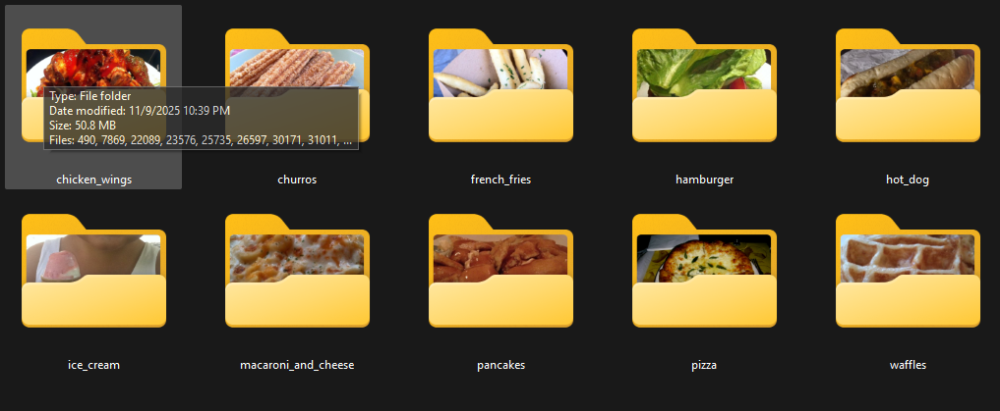 Type: File folder
Date modified: 11/9/2025 10:39 PM
Size: 50.8 MB
Files: 490, 7869, 22089, 23576, 25735, 26597, 30171, 31011, ...
chicken_wings
churros
french_fries
hamburger
hot_dog
ice_cream
macaroni_and_cheese
pancakes
pizza
waffles